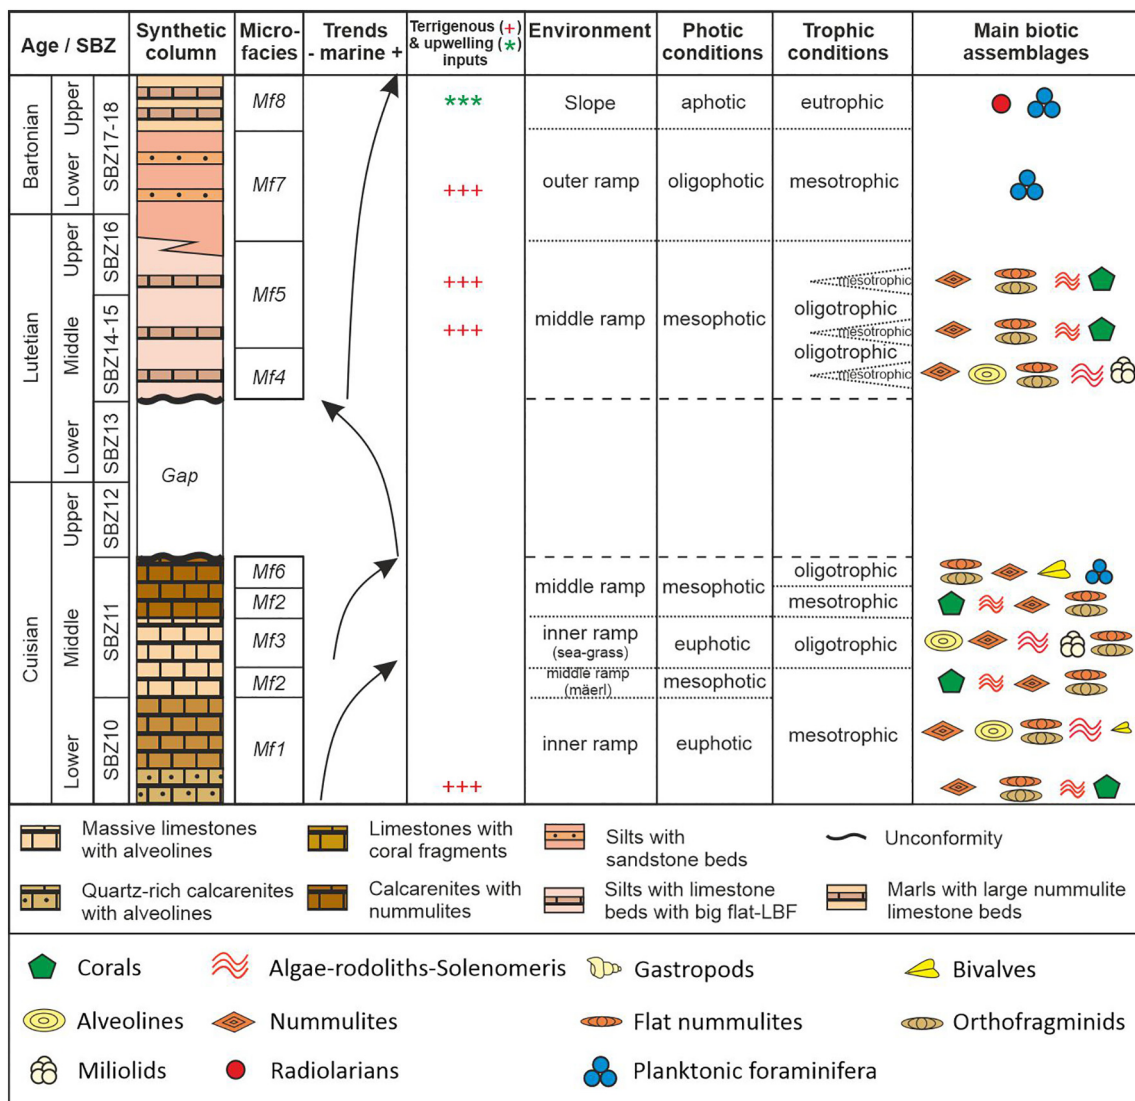 Age / SBZ
Synthetic
column
Micro-
facies
Trends
- marine +
Terrigenous (+)
& upwelling (*)
inputs
Environment
Photic
conditions
Trophic
conditions
Main biotic
assemblages
Bartonian
Upper
Lower
SBZ17-18
Mf8
***
Slope
aphotic
eutrophic
Mf7
+++
outer ramp
oligophotic
mesotrophic
Lutetian
Upper
Middle
Lower
SBZ16
SBZ14-15
SBZ13
Mf5
+++
+++
Mf4
middle ramp
mesophotic
mesotrophic
oligotrophic
mesotrophic
oligotrophic
mesotrophic
Gap
Cuisian
Upper
Middle
Lower
SBZ12
SBZ11
SBZ10
Mf6
Mf2
Mf3
Mf2
Mf1
+++
middle ramp
mesophotic
oligotrophic
mesotrophic
inner ramp
(sea-grass)
euphotic
oligotrophic
middle ramp
(mäerl)
mesophotic
inner ramp
euphotic
mesotrophic
Massive limestones
with alveolines
Limestones with
coral fragments
Silts with
sandstone beds
Unconformity
Quartz-rich calcarenites
with alveolines
Calcarenites with
nummulites
Silts with limestone
beds with big flat-LBF
Marls with large nummulite
limestone beds
Corals
Algae-rodoliths-Solenomeris
Gastropods
Bivalves
Alveolines
Nummulites
Flat nummulites
Orthofragminids
Miliolids
Radiolarians
Planktonic foraminifera